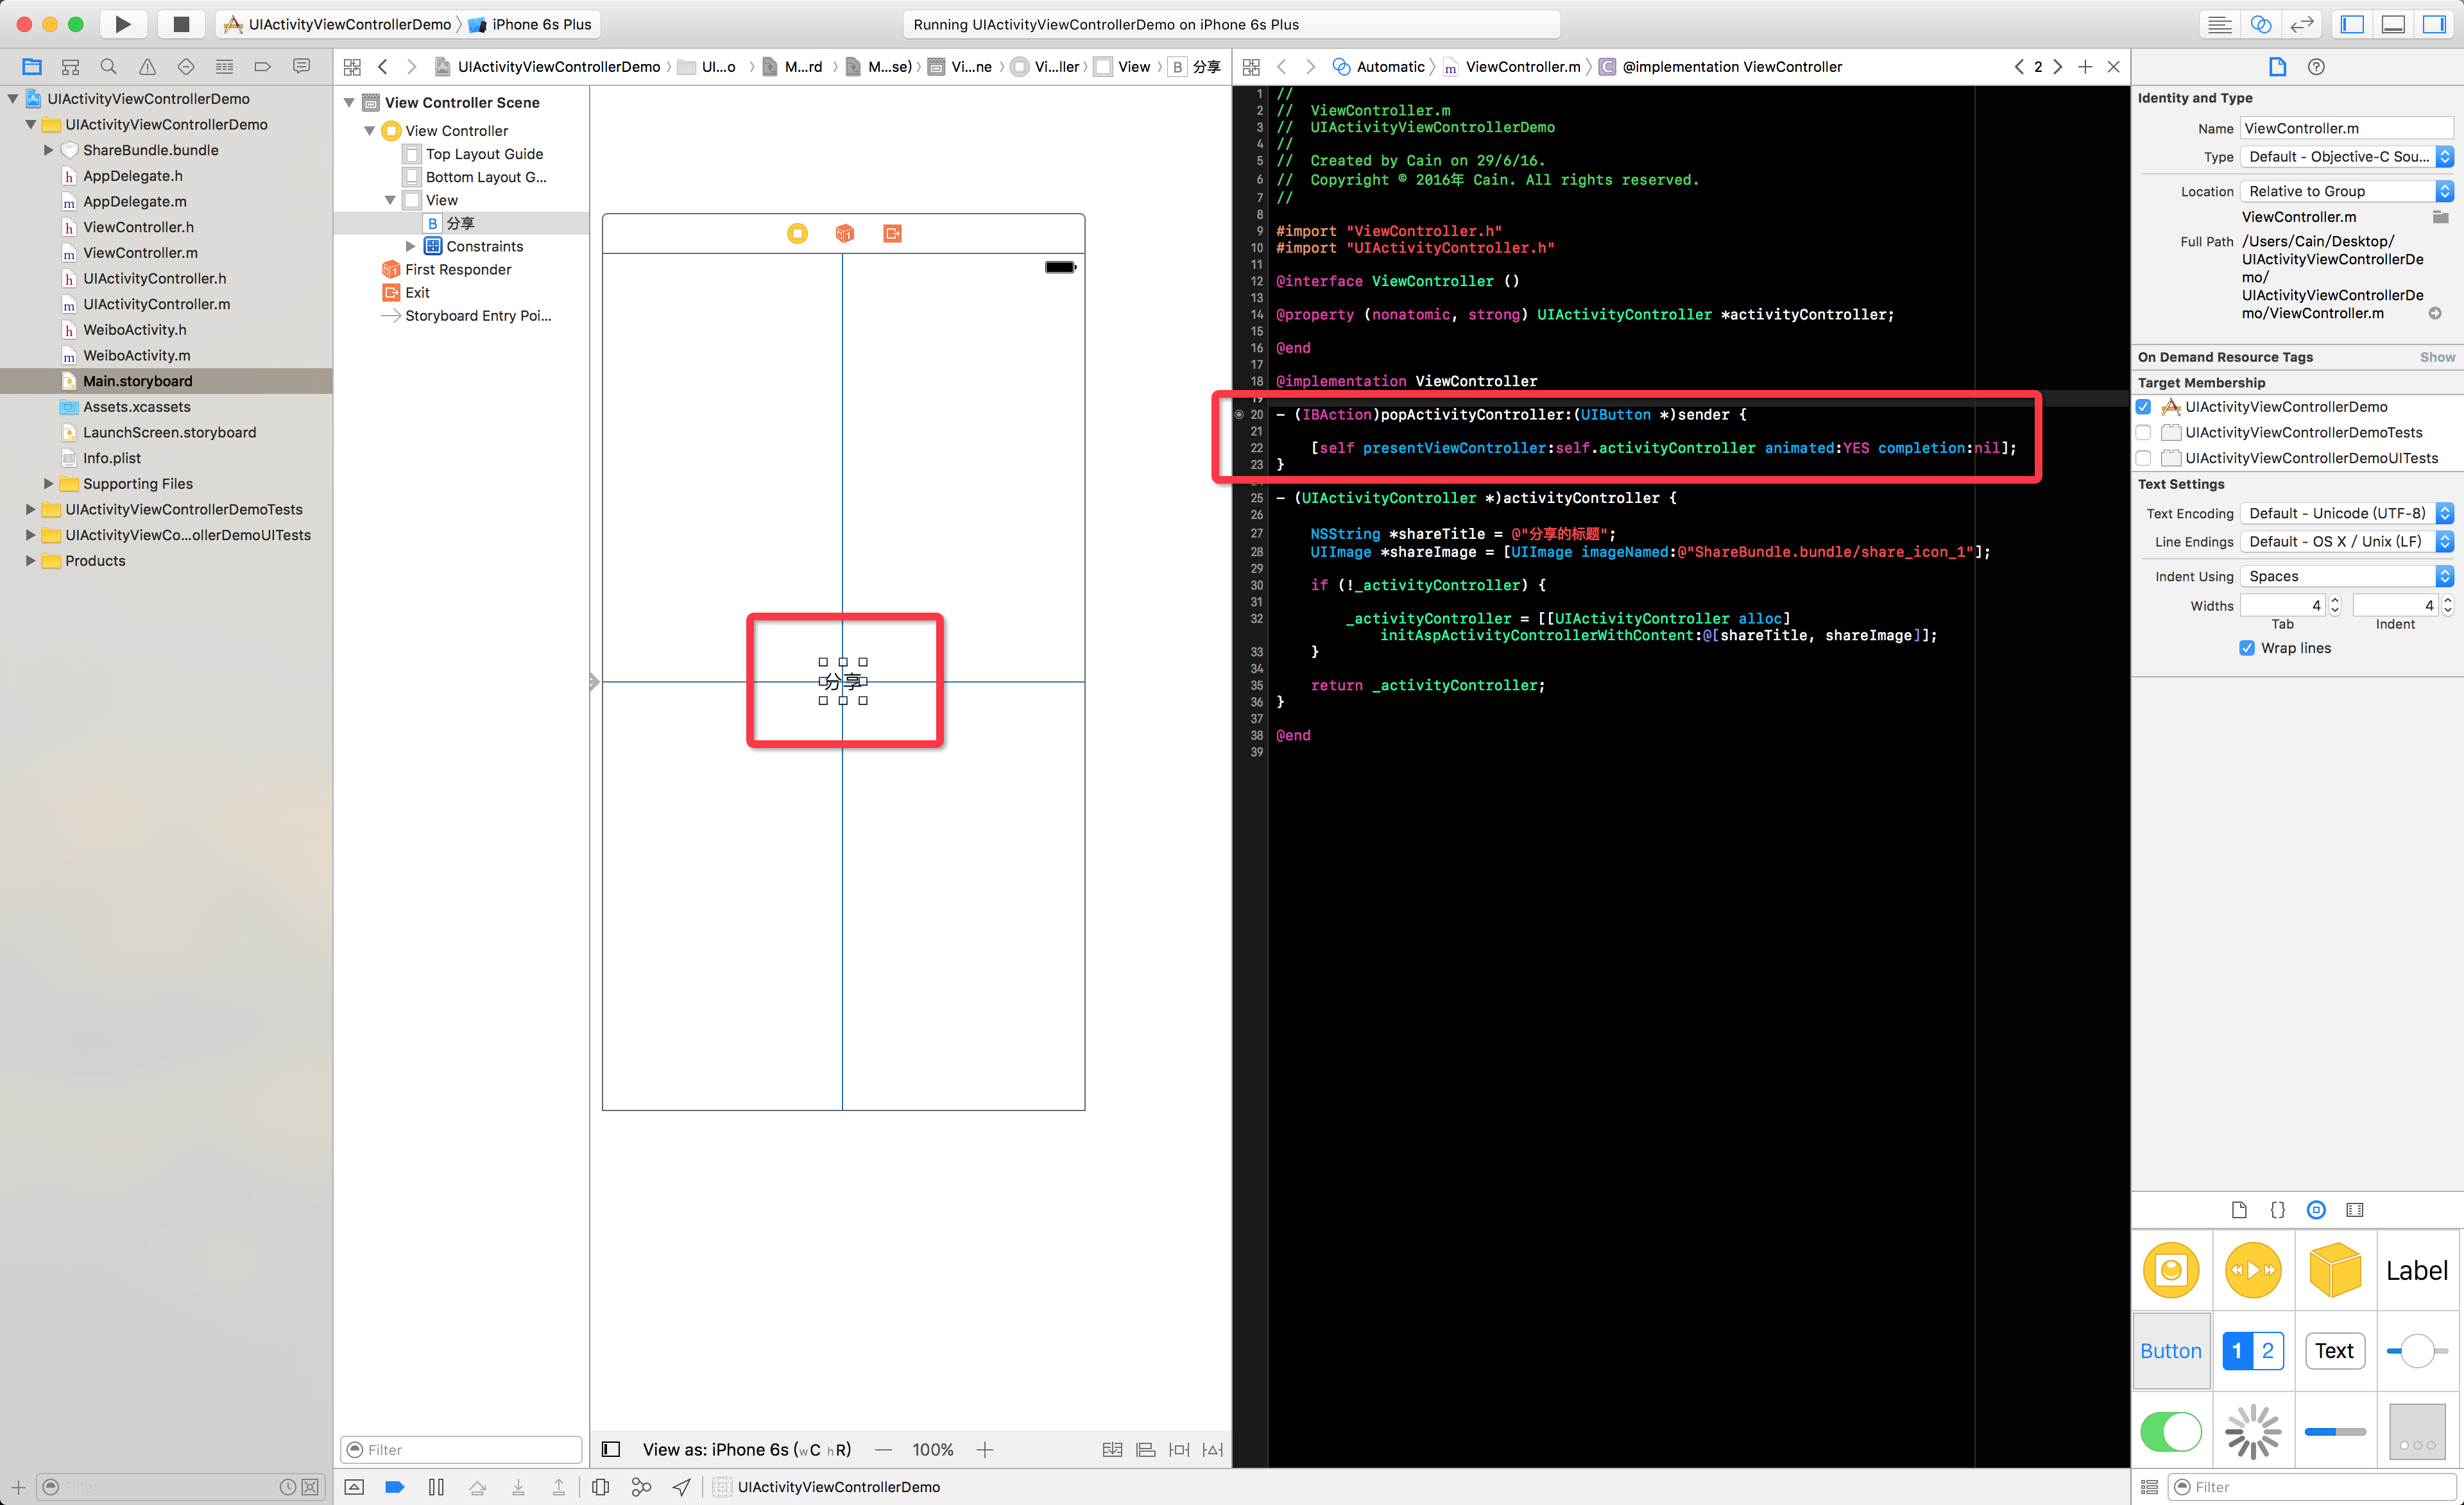 UIActivityViewControllerDemo
iPhone 6s Plus
Running UIActivityViewControllerDemo on iPhone 6s Plus
UIActivityViewControllerDemo
UIActivityViewControllerDemo
ShareBundle.bundle
AppDelegate.h
AppDelegate.m
ViewController.h
ViewController.m
UIActivityController.h
UIActivityController.m
WeiboActivity.h
WeiboActivity.m
Main.storyboard
Assets.xcassets
LaunchScreen.storyboard
Info.plist
Supporting Files
UIActivityViewControllerDemoTests
UIActivityViewCo...ollerDemoUITests
Products
Filter
UIActivityViewControllerDemo
UI...o
M...rd
M...se)
Vi...ne
Vi...ller
View
B 分享
View Controller Scene
View Controller
Top Layout Guide
Bottom Layout G...
View
B 分享
Constraints
First Responder
Exit
Storyboard Entry Poi...
Filter
分享
View as: iPhone 6s (wC hR)
100%
UIActivityViewControllerDemo
Automatic
ViewController.m
@implementation ViewController
2
1 //
2 //  ViewController.m
3 //  UIActivityViewControllerDemo
4 //
5 //  Created by Cain on 29/6/16.
6 //  Copyright © 2016年 Cain. All rights reserved.
7 //
8
9 #import "ViewController.h"
10 #import "UIActivityController.h"
11
12 @interface ViewController ()
13
14 @property (nonatomic, strong) UIActivityController *activityController;
15
16 @end
17
18 @implementation ViewController
19
20 - (IBAction)popActivityController:(UIButton *)sender {
21
22     [self presentViewController:self.activityController animated:YES completion:nil];
23 }
25 - (UIActivityController *)activityController {
26
27     NSString *shareTitle = @"分享的标题";
28     UIImage *shareImage = [UIImage imageNamed:@"ShareBundle.bundle/share_icon_1"];
29
30     if (!_activityController) {
31
32         _activityController = [[UIActivityController alloc]
initAspActivityControllerWithContent:@[shareTitle, shareImage]];
33     }
34
35     return _activityController;
36 }
37
38 @end
39
Identity and Type
Name ViewController.m
Type Default - Objective-C Sou...
Location Relative to Group
ViewController.m
Full Path /Users/Cain/Desktop/
UIActivityViewControllerDe
mo/
UIActivityViewControllerDe
mo/ViewController.m
On Demand Resource Tags Show
Target Membership
UIActivityViewControllerDemo
UIActivityViewControllerDemoTests
UIActivityViewControllerDemoUITests
Text Settings
Text Encoding Default - Unicode (UTF-8)
Line Endings Default - OS X / Unix (LF)
Indent Using Spaces
Widths 4 4
Tab Indent
Wrap lines
Label
Button
1 2
Text
Filter